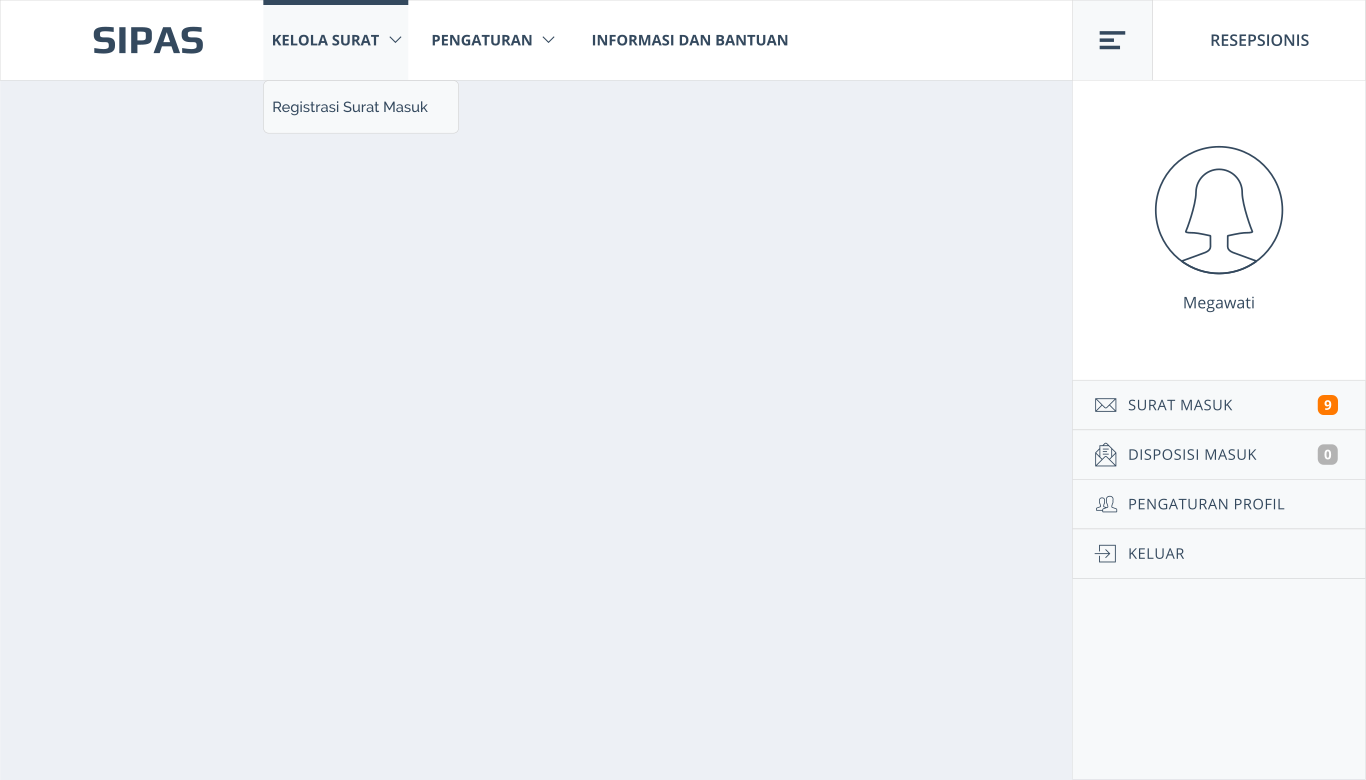 SIPAS
KELOLA SURAT
PENGATURAN
INFORMASI DAN BANTUAN
RESEPSIONIS
Registrasi Surat Masuk
Megawati
SURAT MASUK 9
DISPOSISI MASUK 0
PENGATURAN PROFIL
KELUAR